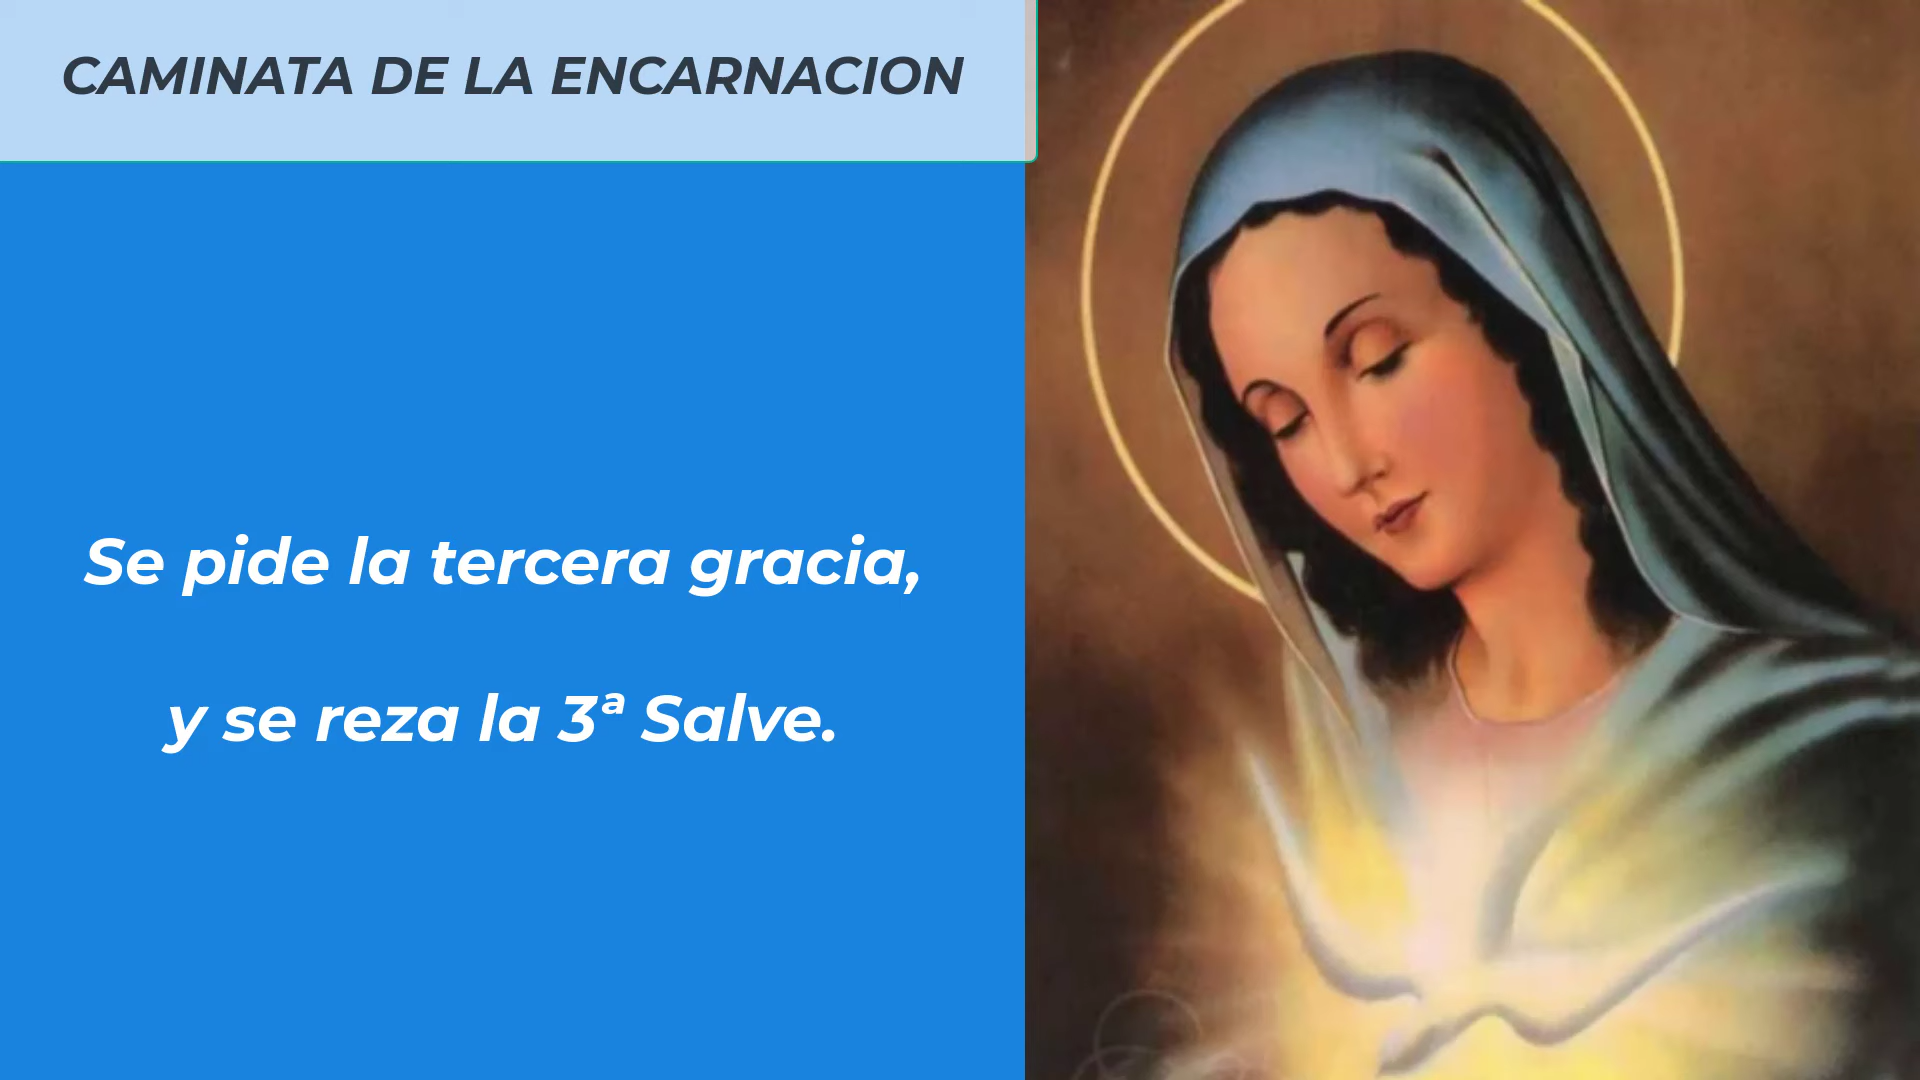 CAMINATA DE LA ENCARNACION
Se pide la tercera gracia,
y se reza la 3ª Salve.